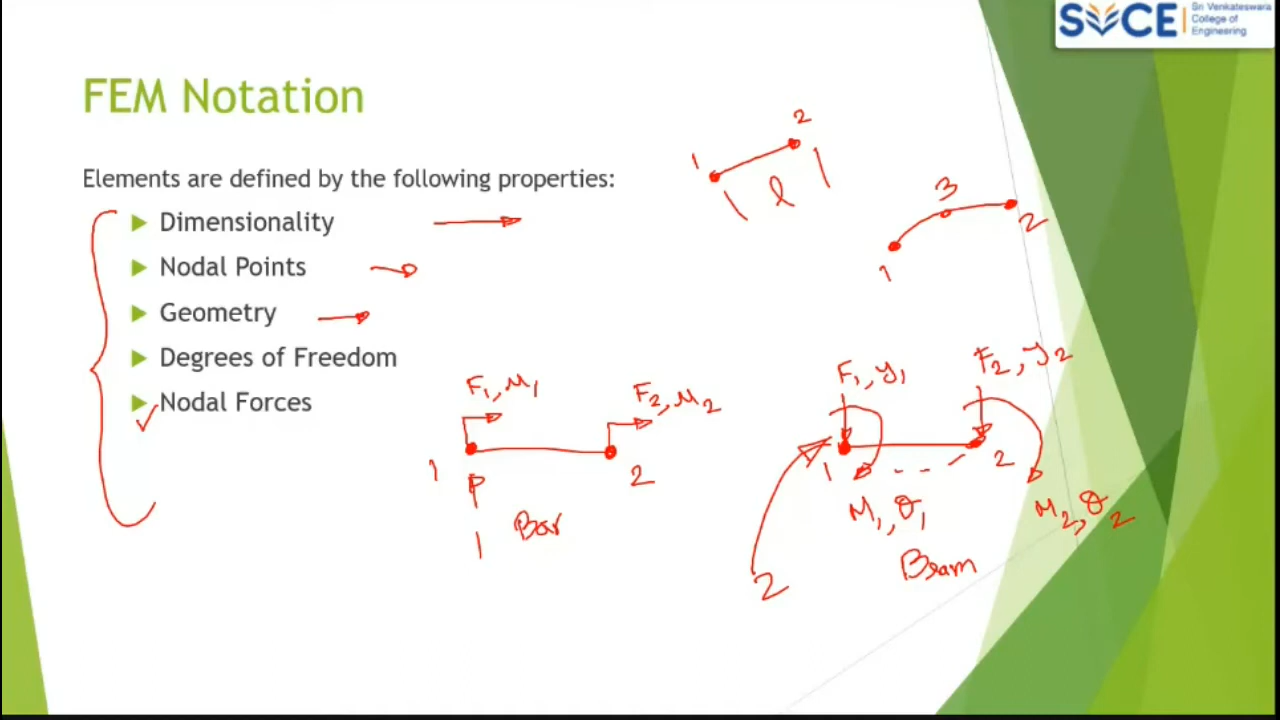 SVCE
Sri Venkateswara
College of
Engineering
FEM Notation
Elements are defined by the following properties:
Dimensionality
Nodal Points
Geometry
Degrees of Freedom
Nodal Forces
1 2
l
1 3 2
F1, u1
F2, u2
1 2
1
Bar
F1, y1
F2, y2
1 2
M1, θ1
M2, θ2
2
Beam